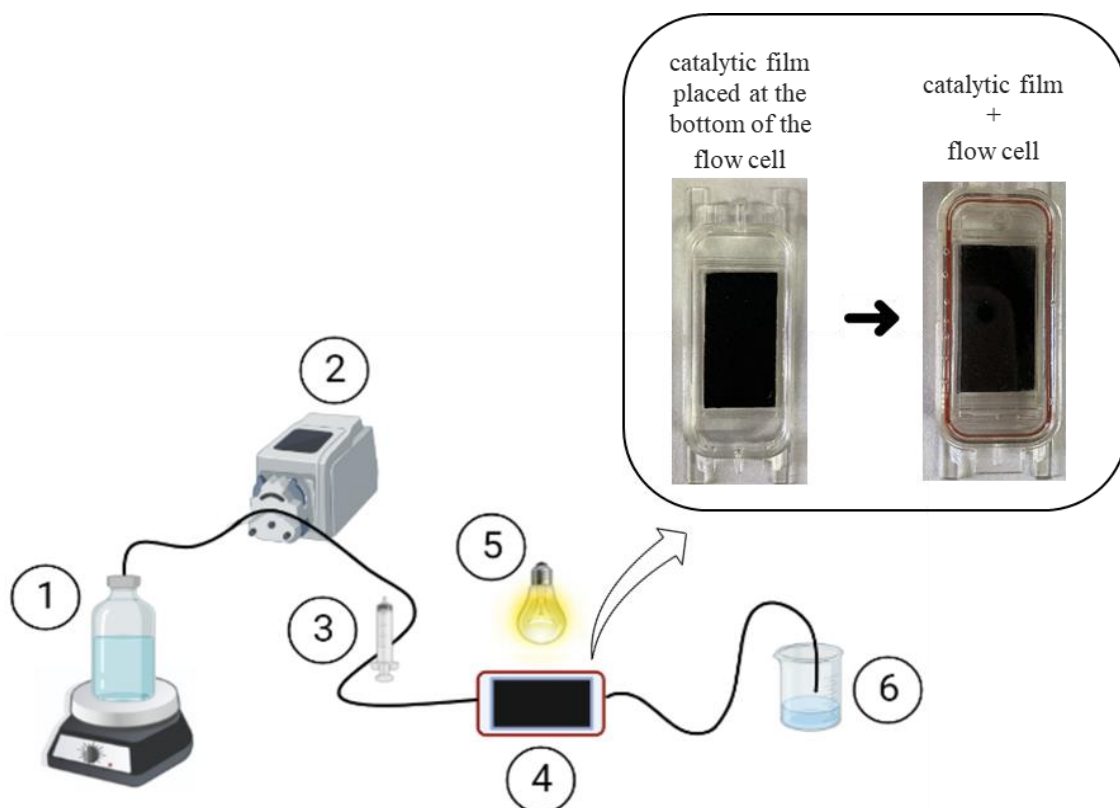 catalytic film
placed at the
bottom of the
flow cell
catalytic film
+
flow cell
2
5
1
3
6
4